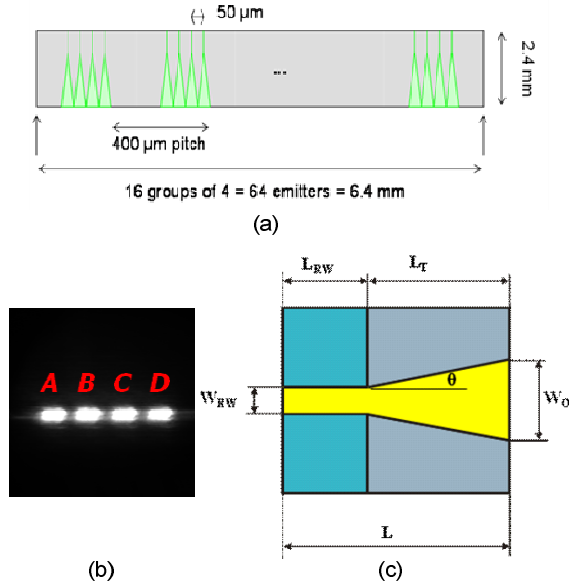 50 µm
...
2.4 mm
400 µm pitch
16 groups of 4 = 64 emitters = 6.4 mm
(a)
A B C D
(b)
L_RW L_T
W_RW θ W_O
L
(c)